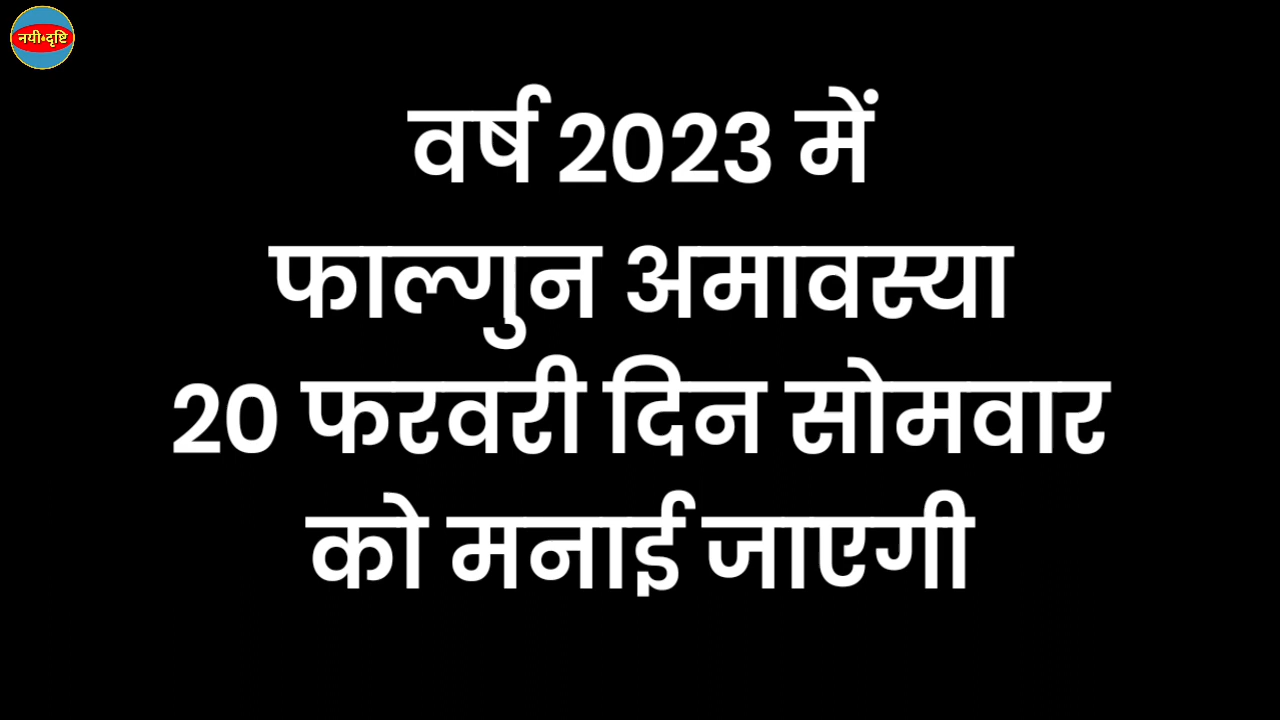 नयी•दृष्टि
वर्ष 2023 में
फाल्गुन अमावस्या
20 फरवरी दिन सोमवार
को मनाई जाएगी